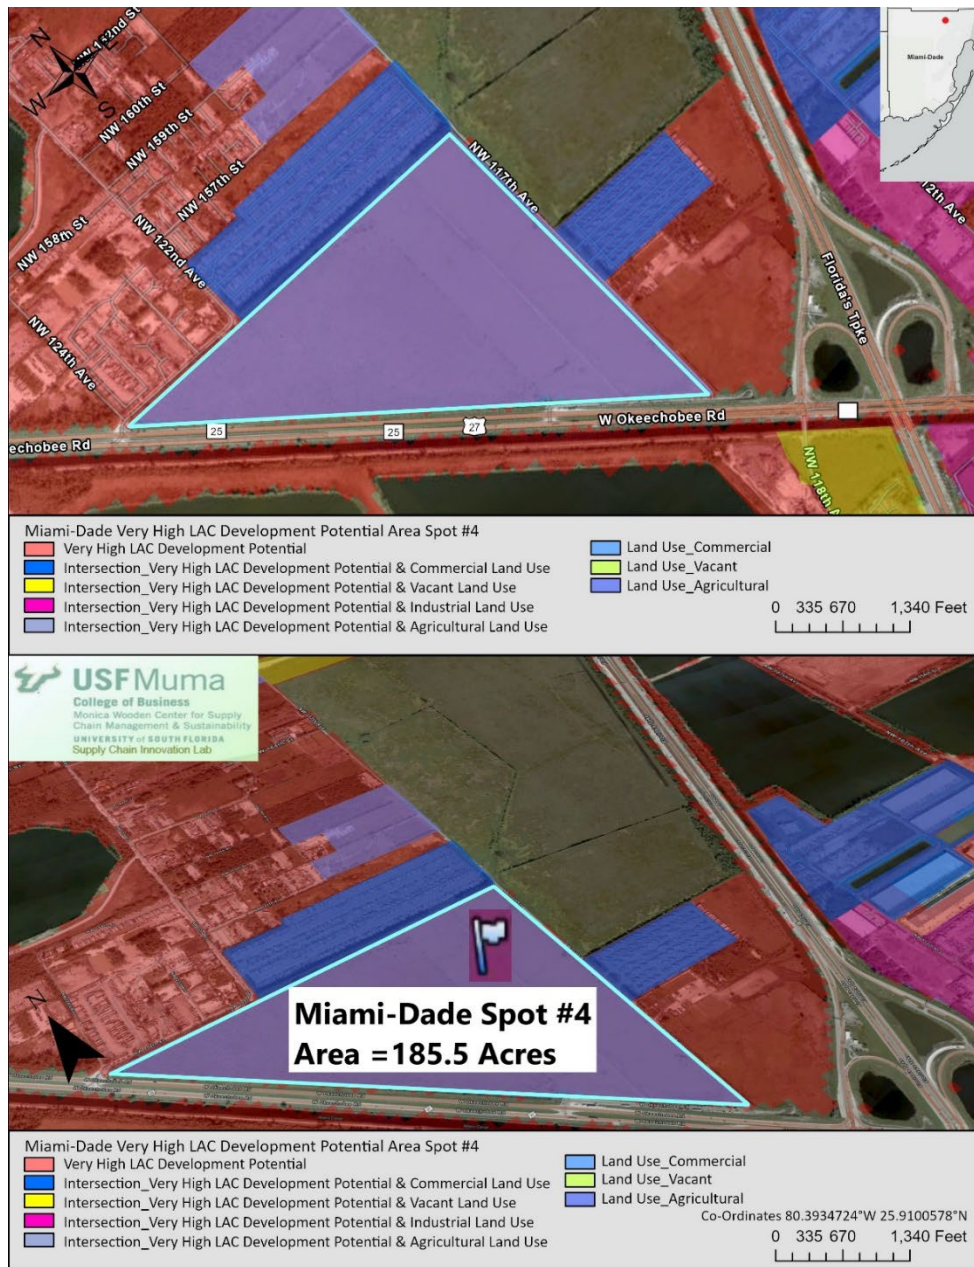 N
E
W
S
NW 162nd St
NW 160th St
NW 159th St
NW 157th St
NW 158th St
NW 122nd Ave
NW 124th Ave
NW 117th Ave
Miami-Dade
112th Ave
Florida's Tpke
W Okeechobee Rd
eechobee Rd
25
25
27
NW 118th A
Miami-Dade Very High LAC Development Potential Area Spot #4
Very High LAC Development Potential
Intersection_Very High LAC Development Potential & Commercial Land Use
Intersection_Very High LAC Development Potential & Vacant Land Use
Intersection_Very High LAC Development Potential & Industrial Land Use
Intersection_Very High LAC Development Potential & Agricultural Land Use
Land Use_Commercial
Land Use_Vacant
Land Use_Agricultural
0 335 670 1,340 Feet
USF Muma
College of Business
Monica Wooden Center for Supply
Chain Management & Sustainability
UNIVERSITY of SOUTH FLORIDA
Supply Chain Innovation Lab
N
Miami-Dade Spot #4
Area =185.5 Acres
W Okeechobee Rd
W Okeechobee Rd
Miami-Dade Very High LAC Development Potential Area Spot #4
Very High LAC Development Potential
Intersection_Very High LAC Development Potential & Commercial Land Use
Intersection_Very High LAC Development Potential & Vacant Land Use
Intersection_Very High LAC Development Potential & Industrial Land Use
Intersection_Very High LAC Development Potential & Agricultural Land Use
Land Use_Commercial
Land Use_Vacant
Land Use_Agricultural
Co-Ordinates 80.3934724°W 25.9100578°N
0 335 670 1,340 Feet